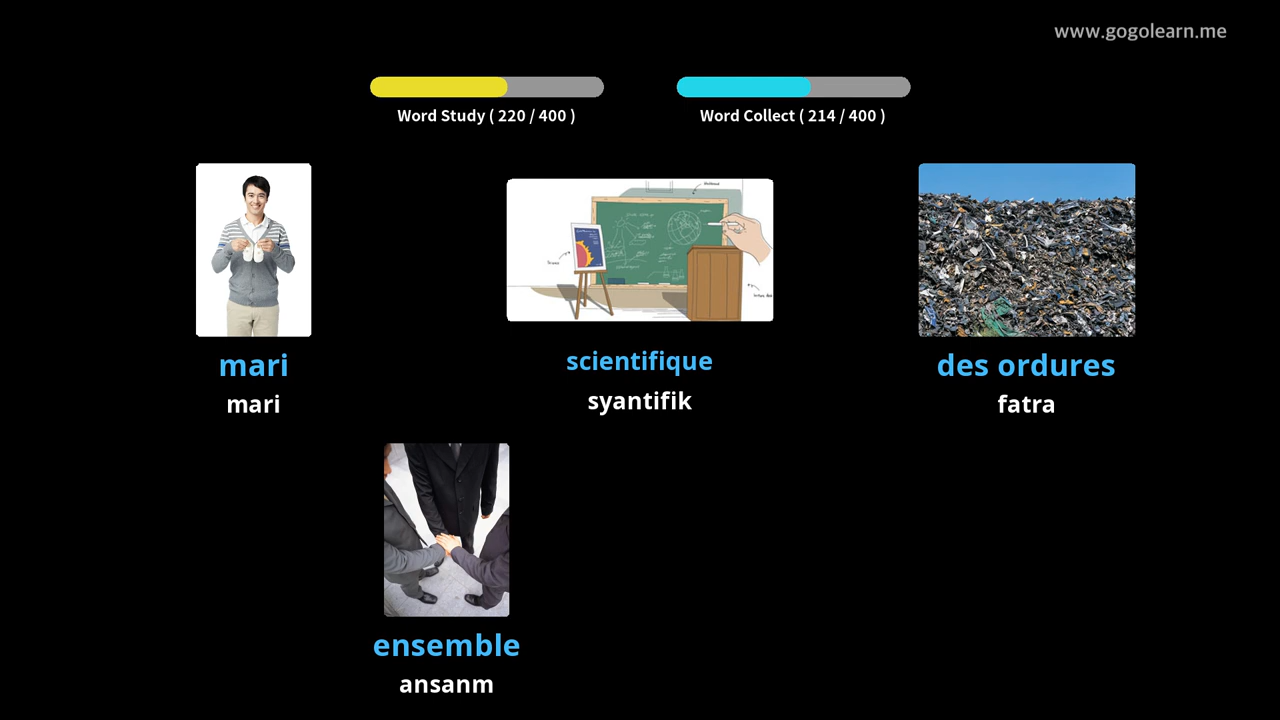 www.gogolearn.me
Word Study ( 220 / 400 )
Word Collect ( 214 / 400 )
mari
mari
scientifique
syantifik
des ordures
fatra
ensemble
ansanm